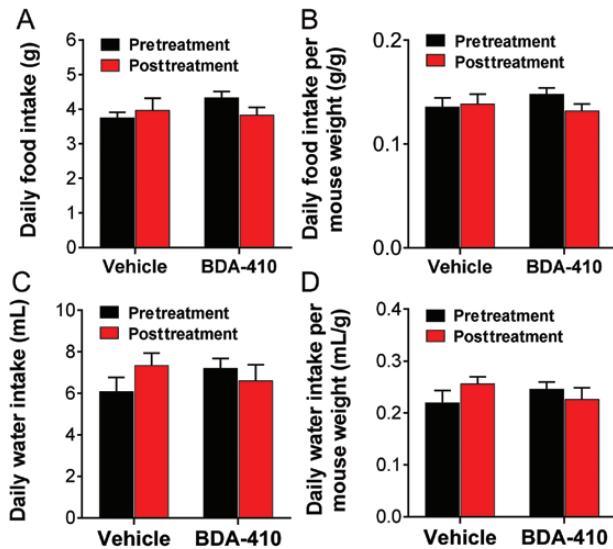 A
Daily food intake (g)
6
5
4
3
2
1
0
Pretreatment
Posttreatment
Vehicle
BDA-410
B
Daily food intake per
mouse weight (g/g)
0.2
0.1
0.0
Pretreatment
Posttreatment
Vehicle
BDA-410
C
Daily water intake (mL)
10
8
6
4
2
0
Pretreatment
Posttreatment
Vehicle
BDA-410
D
Daily water intake per
mouse weight (mL/g)
0.4
0.3
0.2
0.1
0.0
Pretreatment
Posttreatment
Vehicle
BDA-410